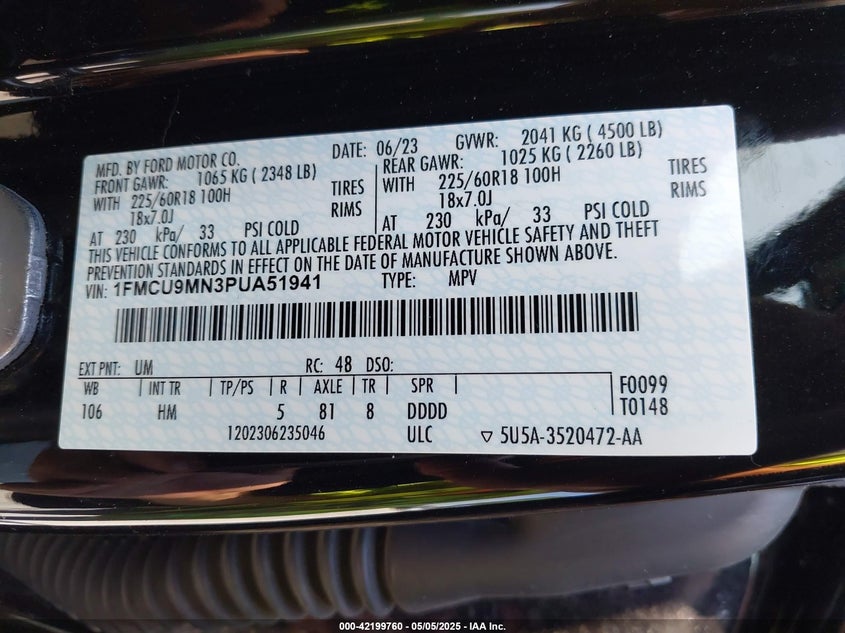 MFD. BY FORD MOTOR CO. DATE: 06/23 GVWR: 2041 KG ( 4500 LB)
FRONT GAWR: 1065 KG ( 2348 LB) REAR GAWR: 1025 KG ( 2260 LB)
WITH 225/60R18 100H TIRES WITH 225/60R18 100H TIRES
18x7.0J RIMS 18x7.0J RIMS
AT 230 kPa/ 33 PSI COLD AT 230 kPa/ 33 PSI COLD
THIS VEHICLE CONFORMS TO ALL APPLICABLE FEDERAL MOTOR VEHICLE SAFETY AND THEFT
PREVENTION STANDARDS IN EFFECT ON THE DATE OF MANUFACTURE SHOWN ABOVE.
VIN: 1FMCU9MN3PUA51941 TYPE: MPV
EXT PNT: UM RC: 48 DSO:
WB INT TR TP/PS R AXLE TR SPR F0099
106 HM 5 81 8 DDDD T0148
1202306235046 ULC ▽ 5U5A-3520472-AA
000-42199760 — 05/05/2025 — IAA Inc.